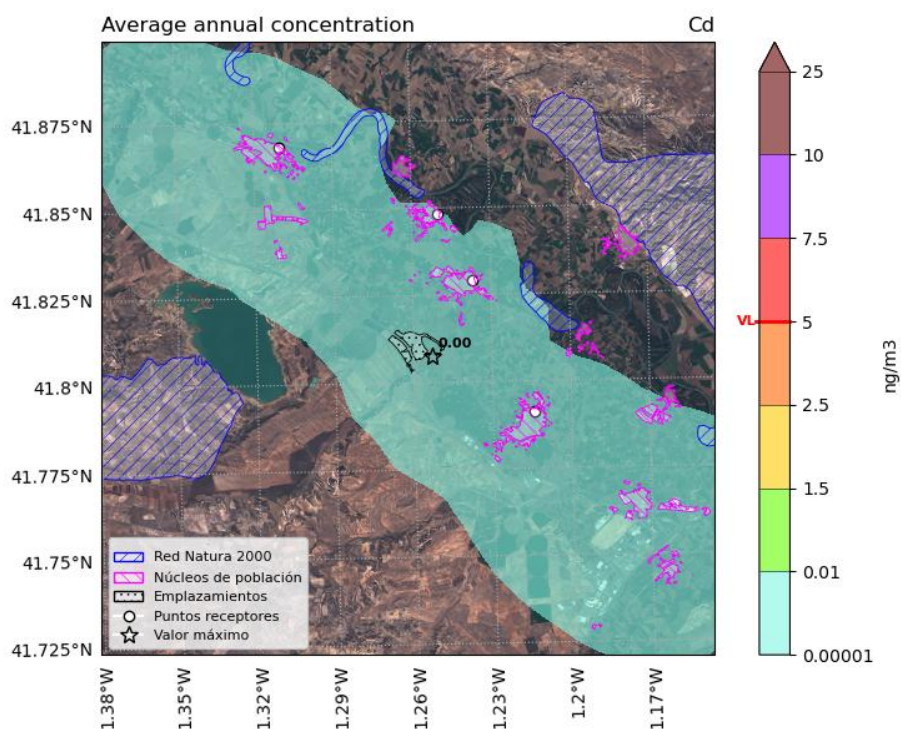 Average annual concentration Cd
41.875°N
41.85°N
41.825°N
41.8°N
41.775°N
41.75°N
41.725°N
0.00
Red Natura 2000
Núcleos de población
Emplazamientos
Puntos receptores
Valor máximo
1.38°W
1.35°W
1.32°W
1.29°W
1.26°W
1.23°W
1.2°W
1.17°W
25
10
7.5
VL 5
2.5
1.5
0.01
0.00001
ng/m3